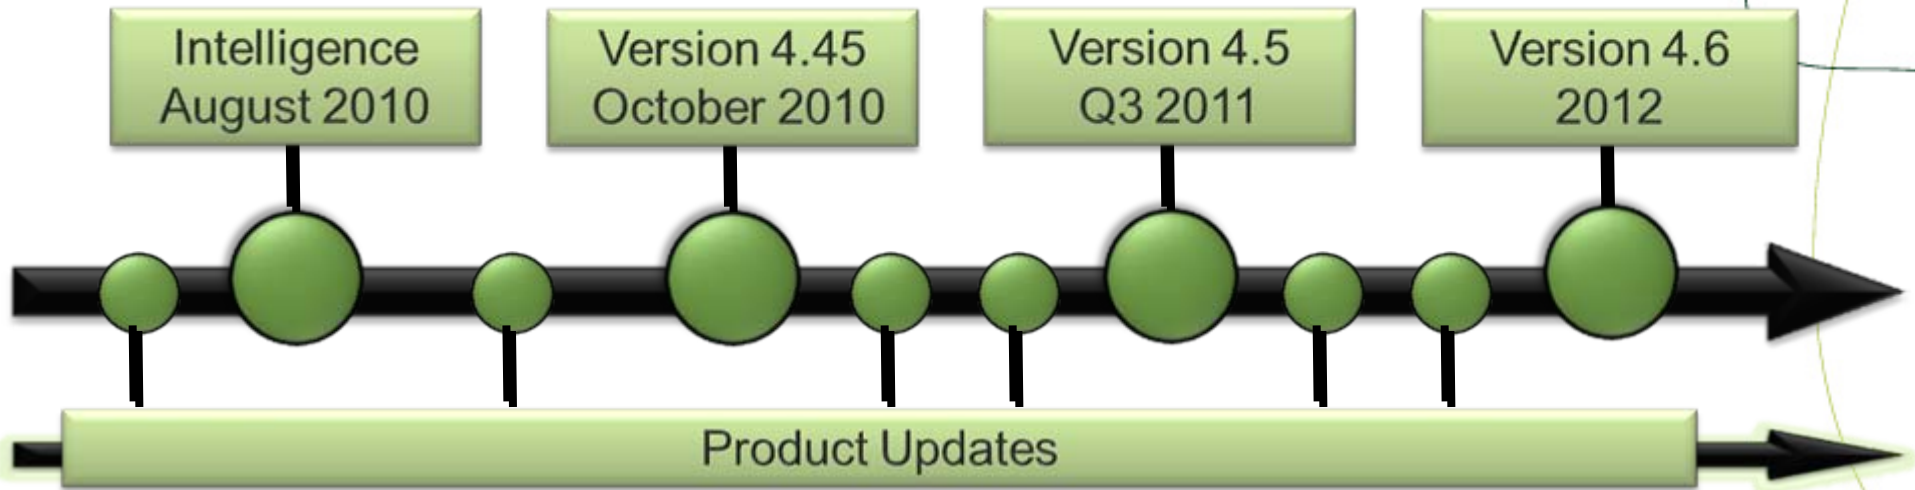 Intelligence
August 2010
Version 4.45
October 2010
Version 4.5
Q3 2011
Version 4.6
2012
Product Updates